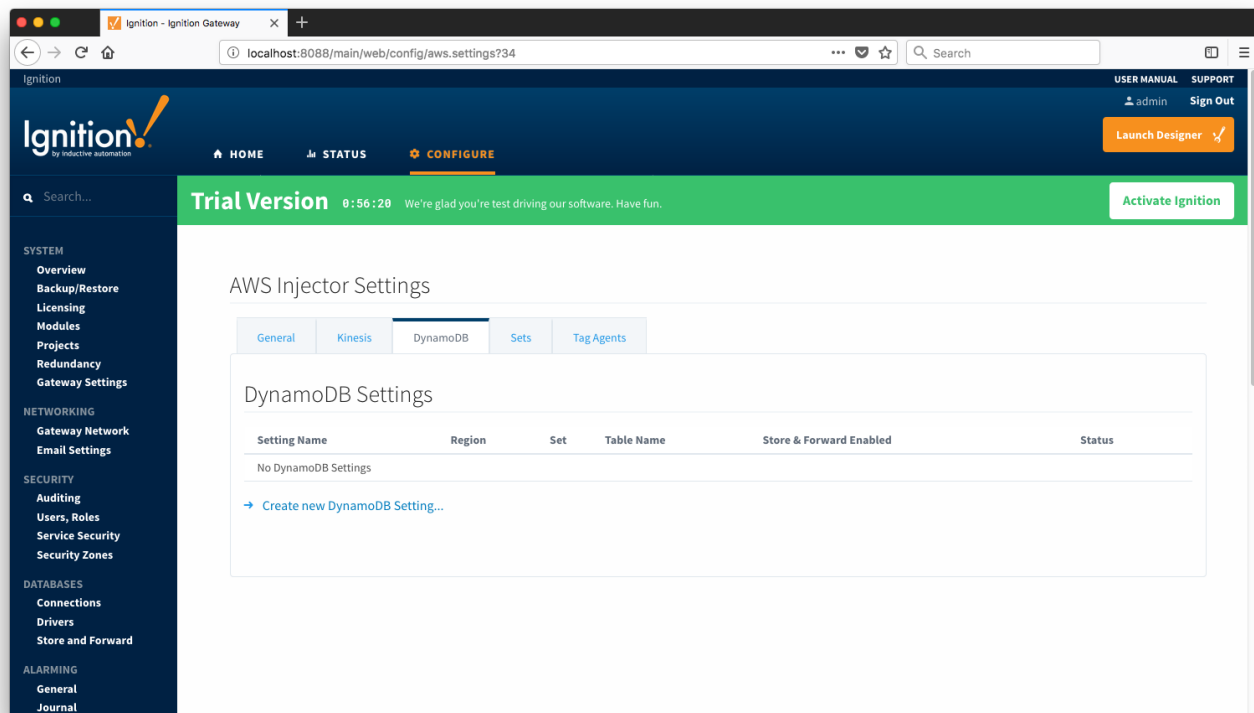 Ignition - Ignition Gateway
localhost:8088/main/web/config/aws.settings?34
Search
Ignition
USER MANUAL SUPPORT
admin Sign Out
Ignition!
by inductive automation
HOME STATUS CONFIGURE
Launch Designer
Search...
Trial Version 0:56:20 We're glad you're test driving our software. Have fun.
Activate Ignition
SYSTEM
Overview
Backup/Restore
Licensing
Modules
Projects
Redundancy
Gateway Settings
NETWORKING
Gateway Network
Email Settings
SECURITY
Auditing
Users, Roles
Service Security
Security Zones
DATABASES
Connections
Drivers
Store and Forward
ALARMING
General
Journal
AWS Injector Settings
General Kinesis DynamoDB Sets Tag Agents
DynamoDB Settings
Setting Name Region Set Table Name Store & Forward Enabled Status
No DynamoDB Settings
Create new DynamoDB Setting...